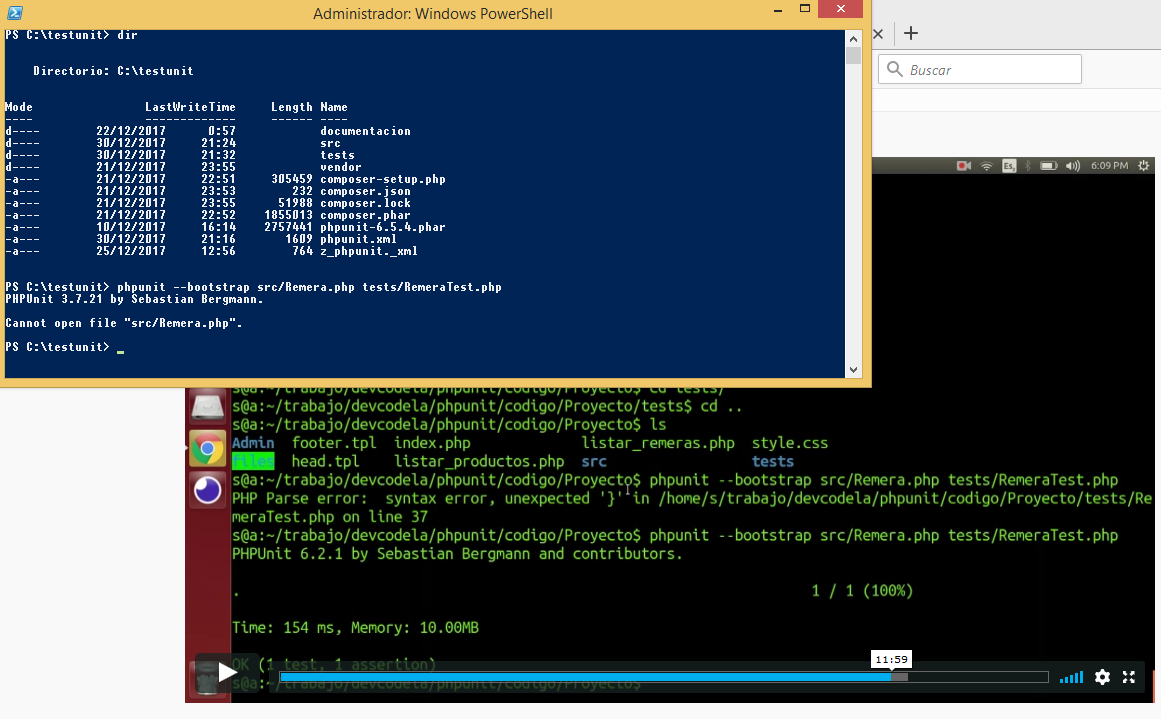 Administrador: Windows PowerShell
PS C:\testunit> dir
Directorio: C:\testunit
Mode LastWriteTime Length Name
---- ------------- ------ ----
d---- 22/12/2017 0:57 documentacion
d---- 30/12/2017 21:24 src
d---- 30/12/2017 21:32 tests
d---- 21/12/2017 23:55 vendor
-a--- 21/12/2017 22:51 305459 composer-setup.php
-a--- 21/12/2017 23:53 232 composer.json
-a--- 21/12/2017 23:55 51988 composer.lock
-a--- 21/12/2017 22:52 1855013 composer.phar
-a--- 10/12/2017 16:14 2757441 phpunit-6.5.4.phar
-a--- 30/12/2017 21:16 1609 phpunit.xml
-a--- 25/12/2017 12:56 764 z_phpunit._xml
PS C:\testunit> phpunit --bootstrap src/Remera.php tests/RemeraTest.php
PHPUnit 3.7.21 by Sebastian Bergmann.
Cannot open file "src/Remera.php".
PS C:\testunit>
Buscar
Es
6:09 PM
s@a:~/trabajo/devcodela/phpunit/codigo/Proyecto$ cd tests/
s@a:~/trabajo/devcodela/phpunit/codigo/Proyecto/tests$ cd ..
s@a:~/trabajo/devcodela/phpunit/codigo/Proyecto$ ls
Admin footer.tpl index.php listar_remeras.php style.css
files head.tpl listar_productos.php src tests
s@a:~/trabajo/devcodela/phpunit/codigo/Proyecto$ phpunit --bootstrap src/Remera.php tests/RemeraTest.php
PHP Parse error:  syntax error, unexpected '}' in /home/s/trabajo/devcodela/phpunit/codigo/Proyecto/tests/Re
meraTest.php on line 37
s@a:~/trabajo/devcodela/phpunit/codigo/Proyecto$ phpunit --bootstrap src/Remera.php tests/RemeraTest.php
PHPUnit 6.2.1 by Sebastian Bergmann and contributors.
. 1 / 1 (100%)
Time: 154 ms, Memory: 10.00MB
OK (1 test, 1 assertion)
s@a:~/trabajo/devcodela/phpunit/codigo/Proyecto$
11:59